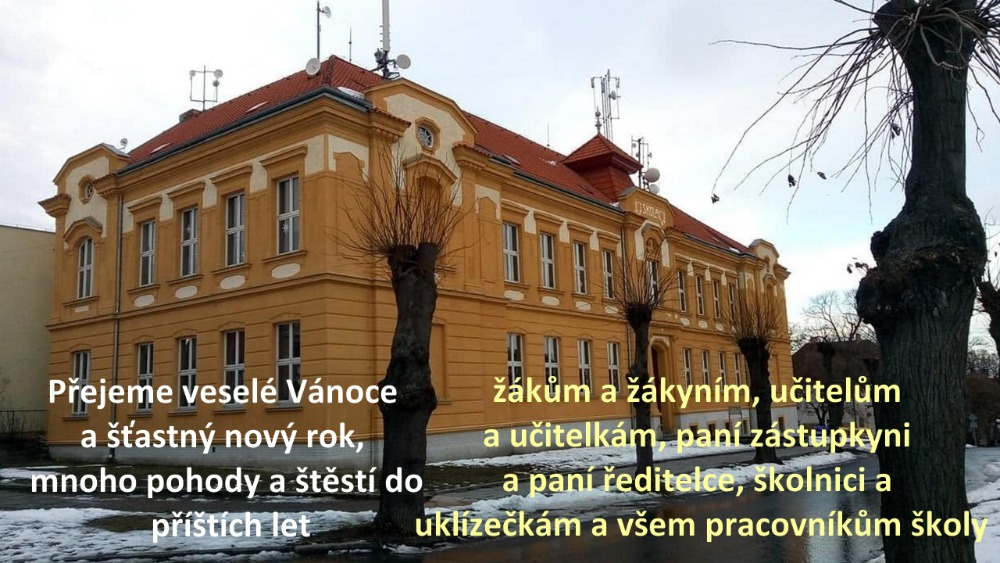 Přejeme veselé Vánoce
a šťastný nový rok,
mnoho pohody a štěstí do
příštích let
žákům a žákyním, učitelům
a učitelkám, paní zástupkyni
a paní ředitelce, školnici a
uklízečkám a všem pracovníkům školy